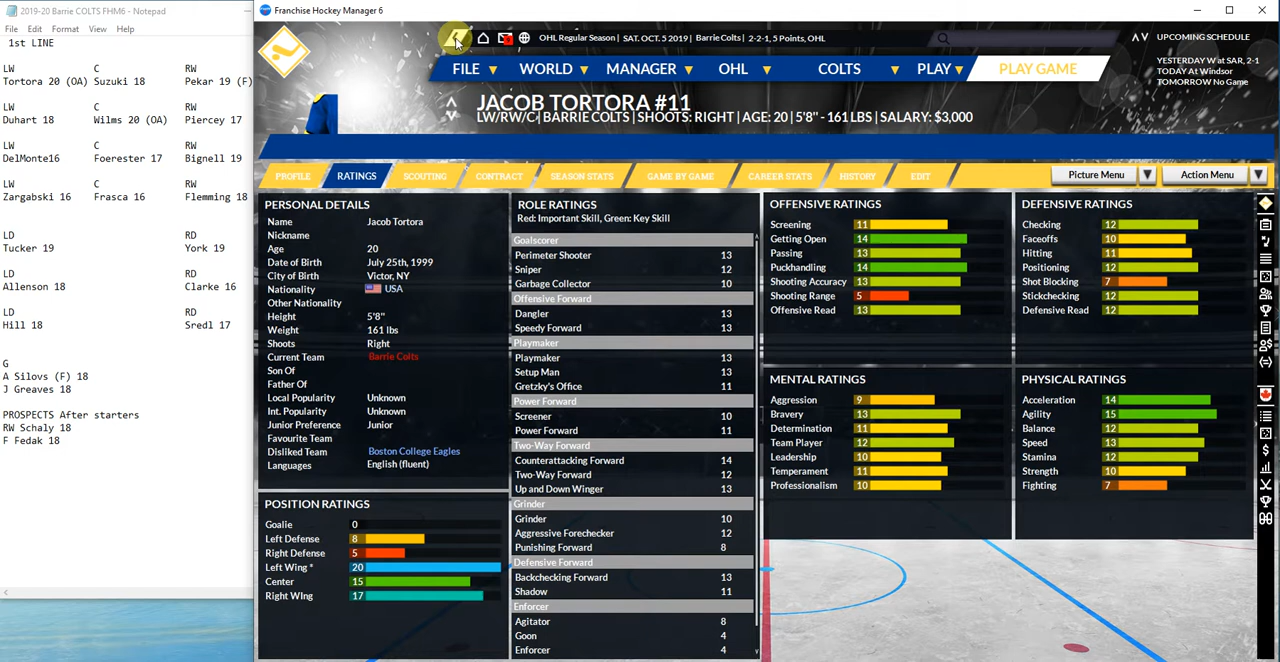 2019-20 Barrie COLTS FHM6 - Notepad
File Edit Format View Help
1st LINE
LW C RW
Tortora 20 (OA) Suzuki 18 Pekar 19 (F)
LW C RW
Duhart 18 Wilms 20 (OA) Piercey 17
LW C RW
DelMonte16 Foerester 17 Bignell 19
LW C RW
Zargabski 16 Frasca 16 Flemming 18
LD RD
Tucker 19 York 19
LD RD
Allenson 18 Clarke 16
LD RD
Hill 18 Sredl 17
G
A Silovs (F) 18
J Greaves 18
PROSPECTS After starters
RW Schaly 18
F Fedak 18
Franchise Hockey Manager 6
OHL Regular Season | SAT. OCT. 5 2019 | Barrie Colts | 2-2-1, 5 Points, OHL
UPCOMING SCHEDULE
YESTERDAY W at SAR, 2-1
TODAY At Windsor
TOMORROW No Game
FILE WORLD MANAGER OHL COLTS PLAY PLAY GAME
JACOB TORTORA #11
LW/RW/C | BARRIE COLTS | SHOOTS: RIGHT | AGE: 20 | 5'8" - 161 LBS | SALARY: $3,000
PROFILE RATINGS SCOUTING CONTRACT SEASON STATS GAME BY GAME CAREER STATS HISTORY EDIT
Picture Menu Action Menu
PERSONAL DETAILS
Name Jacob Tortora
Nickname
Age 20
Date of Birth July 25th, 1999
City of Birth Victor, NY
Nationality USA
Other Nationality
Height 5'8"
Weight 161 lbs
Shoots Right
Current Team Barrie Colts
Son Of
Father Of
Local Popularity Unknown
Int. Popularity Unknown
Junior Preference Junior
Favourite Team
Disliked Team Boston College Eagles
Languages English (fluent)
POSITION RATINGS
Goalie 0
Left Defense 8
Right Defense 5
Left Wing * 20
Center 15
Right Wing 17
ROLE RATINGS
Red: Important Skill, Green: Key Skill
Goalscorer
Perimeter Shooter 13
Sniper 12
Garbage Collector 10
Offensive Forward
Dangler 13
Speedy Forward 13
Playmaker
Playmaker 13
Setup Man 13
Gretzky's Office 11
Power Forward
Screener 10
Power Forward 11
Two-Way Forward
Counterattacking Forward 14
Two-Way Forward 12
Up and Down Winger 13
Grinder
Grinder 10
Aggressive Forechecker 12
Punishing Forward 8
Defensive Forward
Backchecking Forward 13
Shadow 11
Enforcer
Agitator 8
Goon 4
Enforcer 4
OFFENSIVE RATINGS
Screening 11
Getting Open 14
Passing 13
Puckhandling 14
Shooting Accuracy 13
Shooting Range 5
Offensive Read 13
DEFENSIVE RATINGS
Checking 12
Faceoffs 10
Hitting 11
Positioning 12
Shot Blocking 7
Stickchecking 12
Defensive Read 12
MENTAL RATINGS
Aggression 9
Bravery 13
Determination 11
Team Player 12
Leadership 10
Temperament 11
Professionalism 10
PHYSICAL RATINGS
Acceleration 14
Agility 15
Balance 12
Speed 13
Stamina 12
Strength 10
Fighting 7